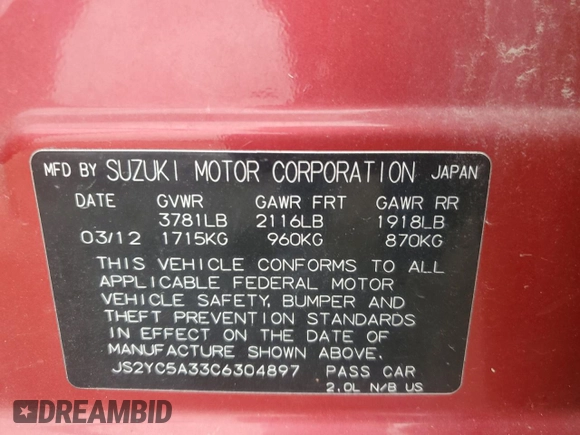 MFD BY SUZUKI MOTOR CORPORATION JAPAN
DATE GVWR GAWR FRT GAWR RR
3781LB 2116LB 1918LB
03/12 1715KG 960KG 870KG
THIS VEHICLE CONFORMS TO ALL
APPLICABLE FEDERAL MOTOR
VEHICLE SAFETY, BUMPER AND
THEFT PREVENTION STANDARDS
IN EFFECT ON THE DATE OF
MANUFACTURE SHOWN ABOVE.
JS2YC5A33C6304897 PASS CAR
2.0L N/B US
DREAMBID